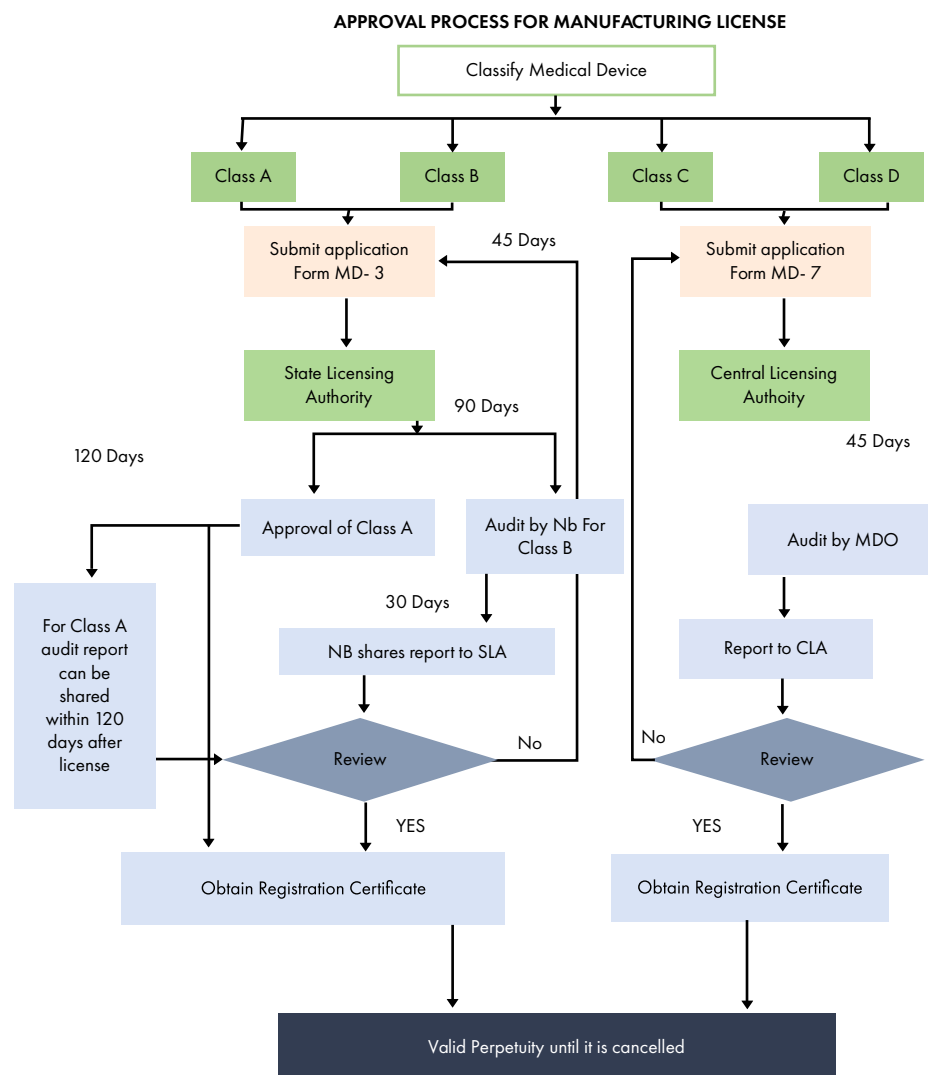 APPROVAL PROCESS FOR MANUFACTURING LICENSE
Classify Medical Device
Class A
Class B
Class C
Class D
Submit application
Form MD- 3
45 Days
Submit application
Form MD- 7
State Licensing
Authority
Central Licensing
Authoity
90 Days
45 Days
120 Days
Approval of Class A
Audit by Nb For
Class B
Audit by MDO
For Class A
audit report
can be
shared
within 120
days after
license
30 Days
NB shares report to SLA
Report to CLA
Review
No
No
Review
YES
YES
Obtain Registration Certificate
Obtain Registration Certificate
Valid Perpetuity until it is cancelled